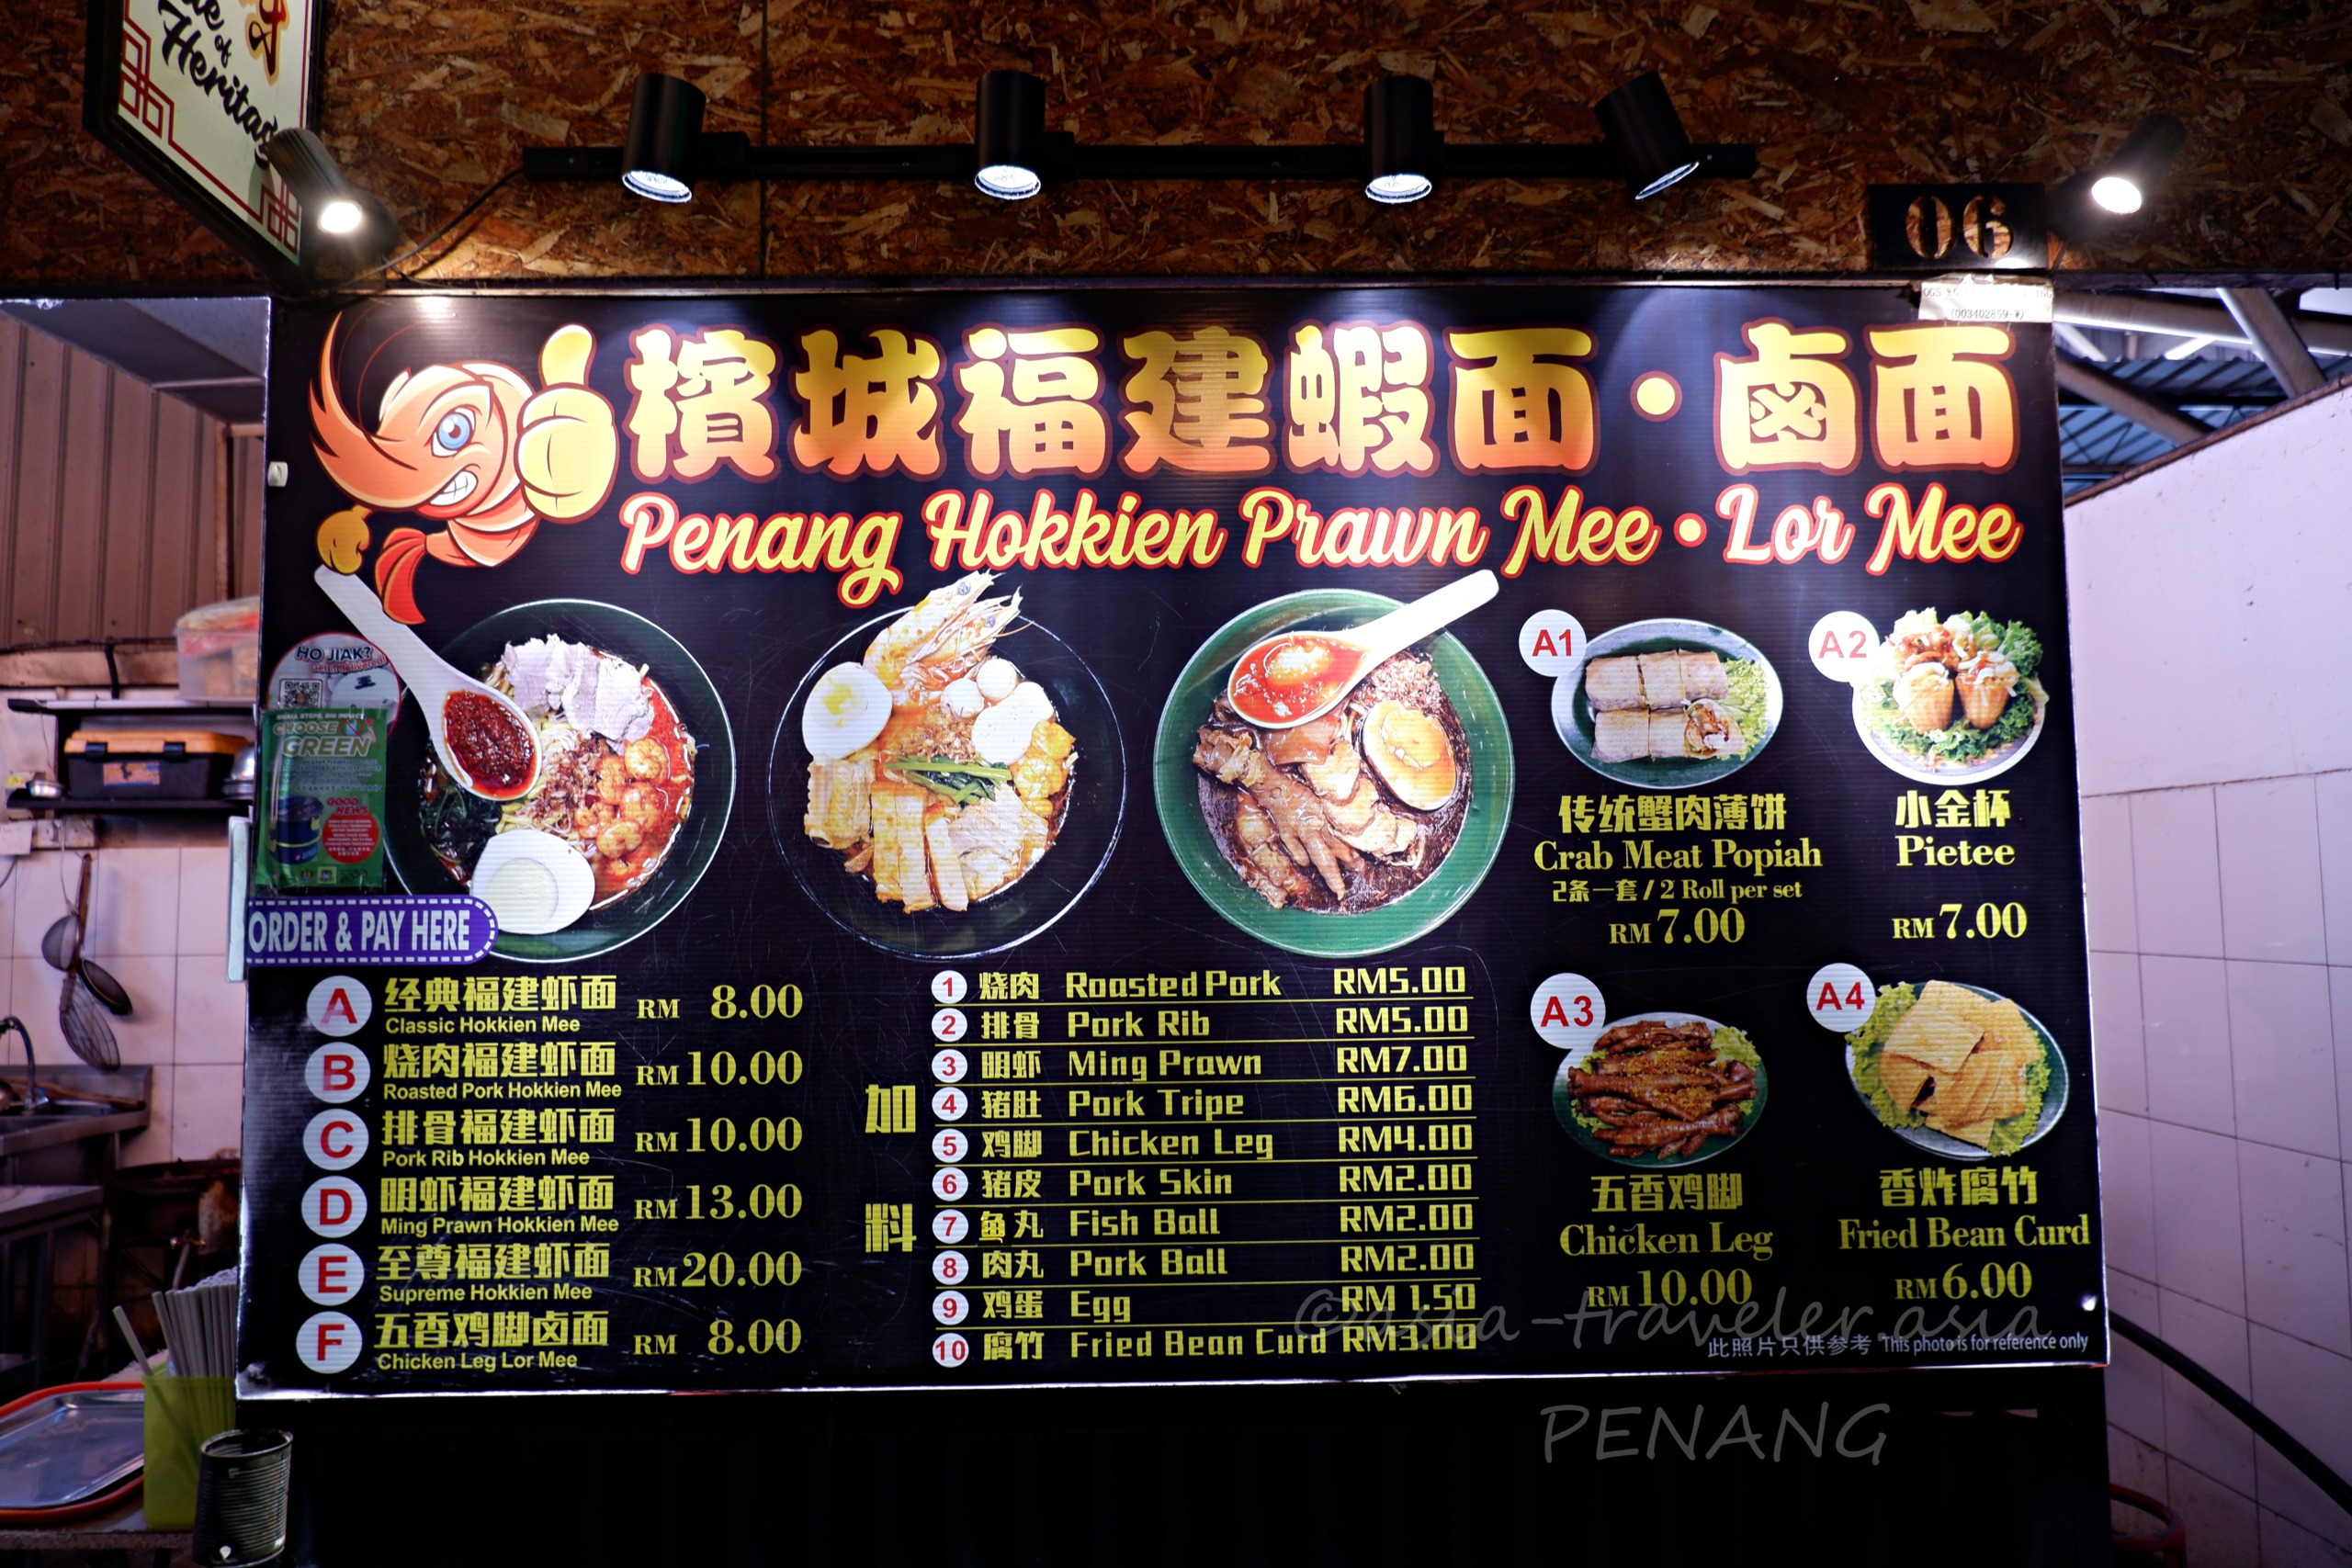 of
Heritag
06
(003402859-W)
檳城福建蝦面·鹵面
Penang Hokkien Prawn Mee • Lor Mee
HO JIAK?
CHOOSE
GREEN
GOOD
NEWS
ORDER & PAY HERE
A 经典福建虾面 RM 8.00
Classic Hokkien Mee
B 烧肉福建虾面 RM 10.00
Roasted Pork Hokkien Mee
C 排骨福建虾面 RM 10.00
Pork Rib Hokkien Mee
D 明虾福建虾面 RM 13.00
Ming Prawn Hokkien Mee
E 至尊福建虾面 RM 20.00
Supreme Hokkien Mee
F 五香鸡脚卤面 RM 8.00
Chicken Leg Lor Mee
加料
1 烧肉 Roasted Pork RM5.00
2 排骨 Pork Rib RM5.00
3 明虾 Ming Prawn RM7.00
4 猪肚 Pork Tripe RM6.00
5 鸡脚 Chicken Leg RM4.00
6 猪皮 Pork Skin RM2.00
7 鱼丸 Fish Ball RM2.00
8 肉丸 Pork Ball RM2.00
9 鸡蛋 Egg RM 1.50
10 腐竹 Fried Bean Curd RM3.00
A1
传统蟹肉薄饼
Crab Meat Popiah
2条一套 / 2 Roll per set
RM 7.00
A2
小金杯
Pietee
RM 7.00
A3
五香鸡脚
Chicken Leg
RM 10.00
A4
香炸腐竹
Fried Bean Curd
RM 6.00
此照片只供参考 This photo is for reference only
©asia-traveler.asia
PENANG